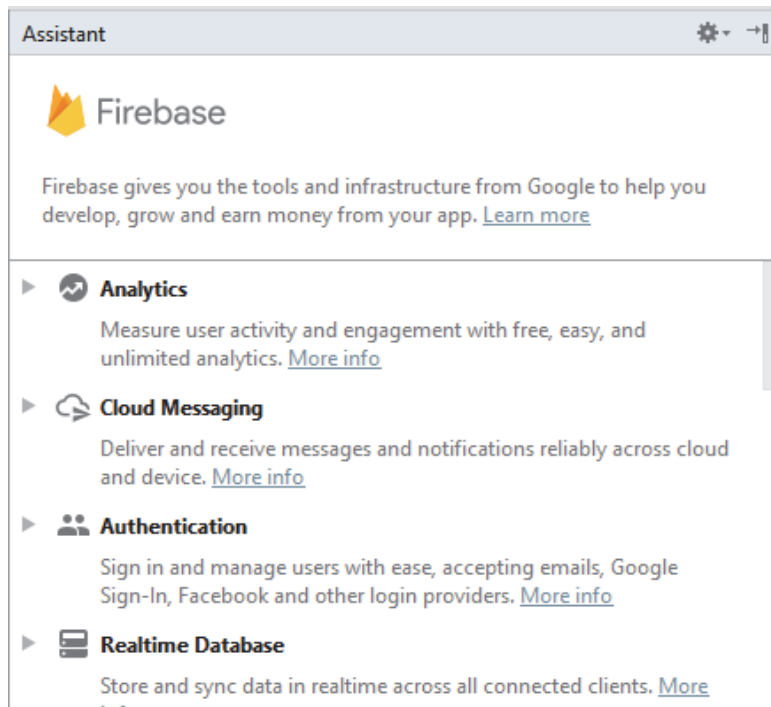 Assistant
Firebase
Firebase gives you the tools and infrastructure from Google to help you
develop, grow and earn money from your app. Learn more
Analytics
Measure user activity and engagement with free, easy, and
unlimited analytics. More info
Cloud Messaging
Deliver and receive messages and notifications reliably across cloud
and device. More info
Authentication
Sign in and manage users with ease, accepting emails, Google
Sign-In, Facebook and other login providers. More info
Realtime Database
Store and sync data in realtime across all connected clients. More